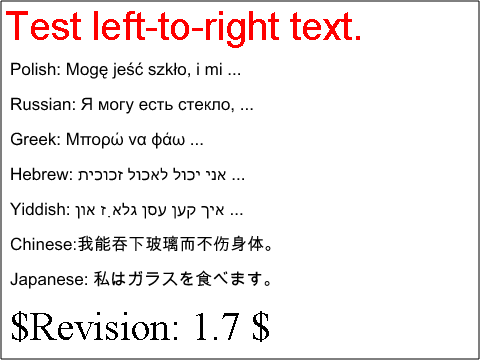 Test left-to-right text.
Polish: Mogę jeść szkło, i mi ...
Russian: Я могу есть стекло, ...
Greek: Μπορώ να φάω ...
Hebrew: אני יכול לאכול זכוכית ...
Yiddish: איך קען עסן גלאָז און ...
Chinese:我能吞下玻璃而不伤身体。
Japanese: 私はガラスを食べます。
$Revision: 1.7 $